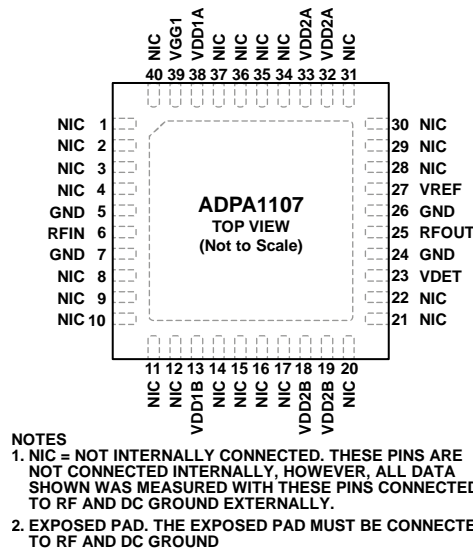 NIC VGG1 VDD1A NIC NIC NIC NIC VDD2A VDD2A NIC
40 39 38 37 36 35 34 33 32 31
NIC 1
NIC 2
NIC 3
NIC 4
GND 5
RFIN 6
GND 7
NIC 8
NIC 9
NIC 10
ADPA1107
TOP VIEW
(Not to Scale)
30 NIC
29 NIC
28 NIC
27 VREF
26 GND
25 RFOUT
24 GND
23 VDET
22 NIC
21 NIC
11 12 13 14 15 16 17 18 19 20
NIC NIC VDD1B NIC NIC NIC NIC VDD2B VDD2B NIC
NOTES
1. NIC = NOT INTERNALLY CONNECTED. THESE PINS ARE
NOT CONNECTED INTERNALLY, HOWEVER, ALL DATA
SHOWN WAS MEASURED WITH THESE PINS CONNECTED
TO RF AND DC GROUND EXTERNALLY.
2. EXPOSED PAD. THE EXPOSED PAD MUST BE CONNECTE
TO RF AND DC GROUND